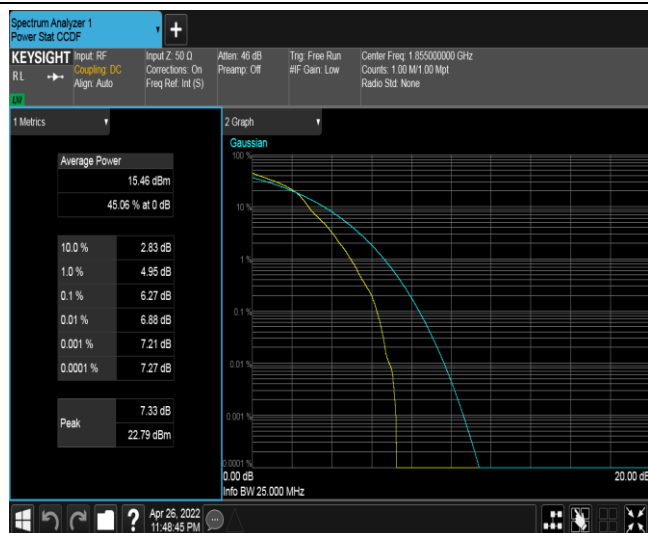 Spectrum Analyzer 1
Power Stat CCDF
+
KEYSIGHT
RL
LXI
Input: RF
Coupling: DC
Align: Auto
Input Z: 50 Ω
Corrections: On
Freq Ref: Int (S)
Atten: 46 dB
Preamp: Off
Trig: Free Run
#IF Gain: Low
Center Freq: 1.855000000 GHz
Counts: 1.00 M/1.00 Mpt
Radio Std: None
1 Metrics
Average Power
15.46 dBm
45.06 % at 0 dB
10.0 % 2.83 dB
1.0 % 4.95 dB
0.1 % 6.27 dB
0.01 % 6.88 dB
0.001 % 7.21 dB
0.0001 % 7.27 dB
Peak
7.33 dB
22.79 dBm
2 Graph
Gaussian
100 %
10 %
1 %
0.1 %
0.01 %
0.001 %
0.0001 %
0.00 dB
20.00 dB
Info BW 25.000 MHz
?
Apr 26, 2022
11:48:45 PM